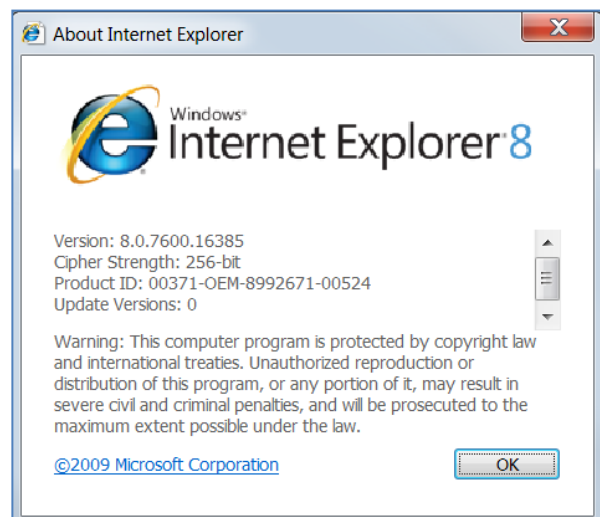 About Internet Explorer
Windows®
Internet Explorer® 8
Version: 8.0.7600.16385
Cipher Strength: 256-bit
Product ID: 00371-OEM-8992671-00524
Update Versions: 0
Warning: This computer program is protected by copyright law
and international treaties. Unauthorized reproduction or
distribution of this program, or any portion of it, may result in
severe civil and criminal penalties, and will be prosecuted to the
maximum extent possible under the law.
©2009 Microsoft Corporation
OK